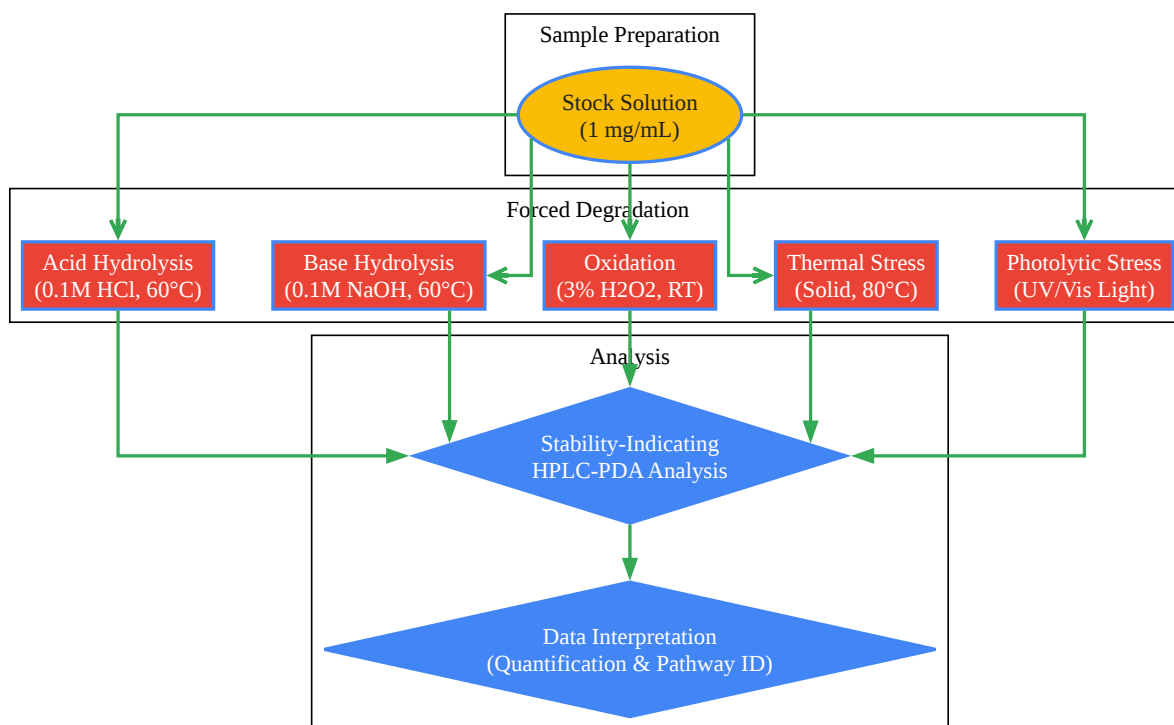 Sample Preparation
Stock Solution
(1 mg/mL)
Forced Degradation
Acid Hydrolysis
(0.1M HCl, 60°C)
Base Hydrolysis
(0.1M NaOH, 60°C)
Oxidation
(3% H2O2, RT)
Thermal Stress
(Solid, 80°C)
Photolytic Stress
(UV/Vis Light)
Analysis
Stability-Indicating
HPLC-PDA Analysis
Data Interpretation
(Quantification & Pathway ID)